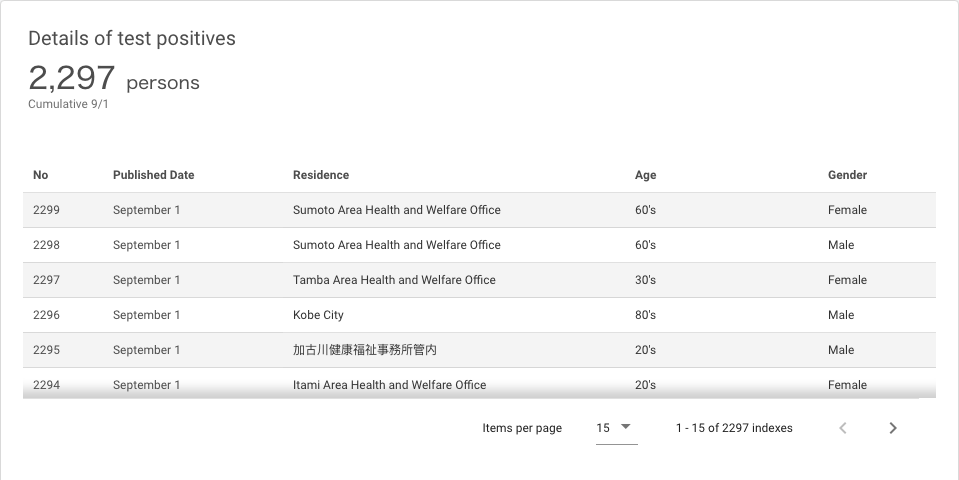 Details of test positives
2,297 persons
Cumulative 9/1
No Published Date Residence Age Gender
2299 September 1 Sumoto Area Health and Welfare Office 60's Female
2298 September 1 Sumoto Area Health and Welfare Office 60's Male
2297 September 1 Tamba Area Health and Welfare Office 30's Female
2296 September 1 Kobe City 80's Male
2295 September 1 加古川健康福祉事務所管内 20's Male
2294 September 1 Itami Area Health and Welfare Office 20's Female
Items per page 15 1 - 15 of 2297 indexes